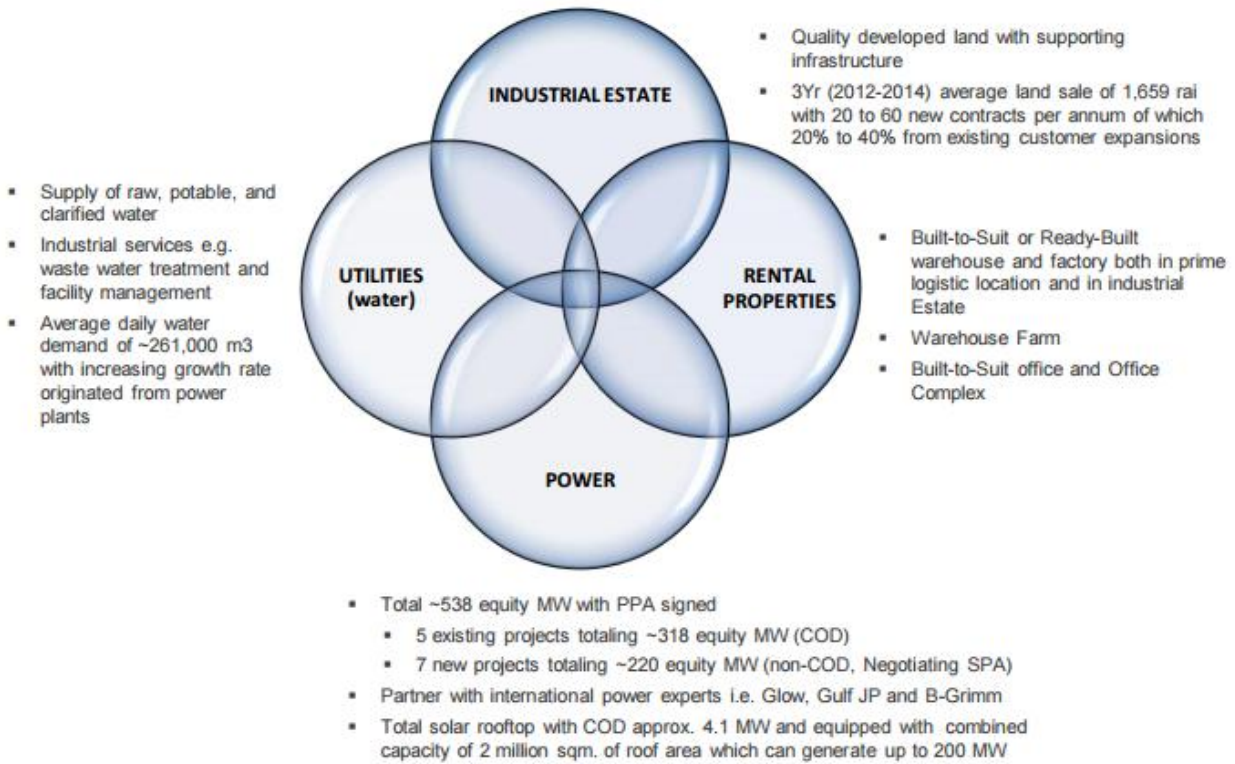 INDUSTRIAL ESTATE
▪ Quality developed land with supporting
infrastructure
▪ 3Yr (2012-2014) average land sale of 1,659 rai
with 20 to 60 new contracts per annum of which
20% to 40% from existing customer expansions
▪ Supply of raw, potable, and
clarified water
▪ Industrial services e.g.
waste water treatment and
facility management
▪ Average daily water
demand of ~261,000 m3
with increasing growth rate
originated from power
plants
UTILITIES
(water)
RENTAL
PROPERTIES
▪ Built-to-Suit or Ready-Built
warehouse and factory both in prime
logistic location and in industrial
Estate
▪ Warehouse Farm
▪ Built-to-Suit office and Office
Complex
POWER
▪ Total ~538 equity MW with PPA signed
▪ 5 existing projects totaling ~318 equity MW (COD)
▪ 7 new projects totaling ~220 equity MW (non-COD, Negotiating SPA)
▪ Partner with international power experts i.e. Glow, Gulf JP and B-Grimm
▪ Total solar rooftop with COD approx. 4.1 MW and equipped with combined
capacity of 2 million sqm. of roof area which can generate up to 200 MW